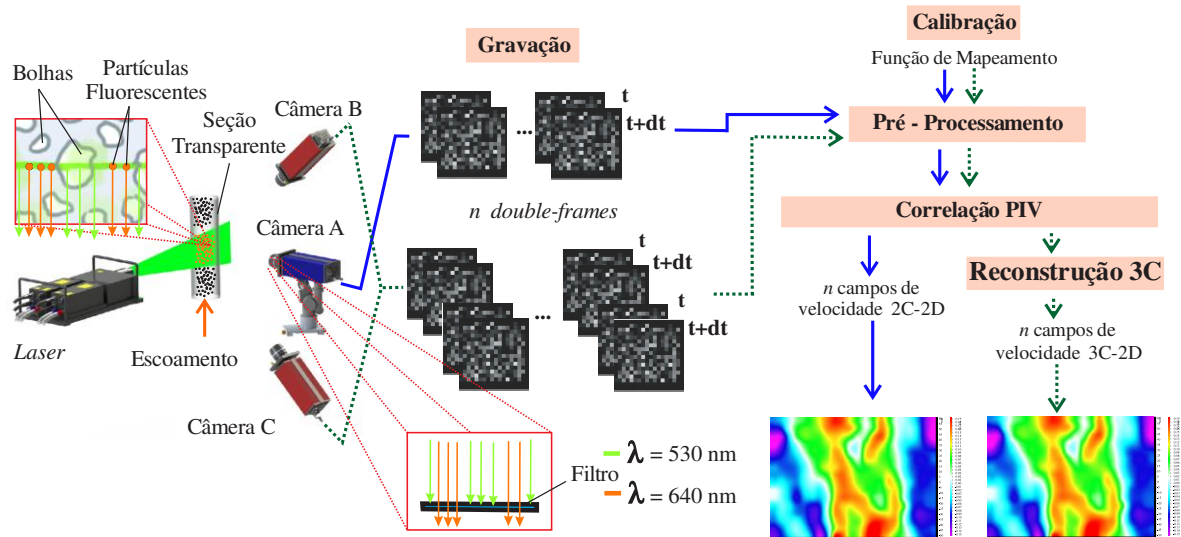 Bolhas
Partículas
Fluorescentes
Seção
Transparente
Laser
Escoamento
Câmera B
Câmera A
Câmera C
Gravação
t
t+dt
n double-frames
t
t+dt
t
t+dt
λ = 530 nm
Filtro
λ = 640 nm
Calibração
Função de Mapeamento
Pré - Processamento
Correlação PIV
n campos de
velocidade 2C-2D
Reconstrução 3C
n campos de
velocidade 3C-2D